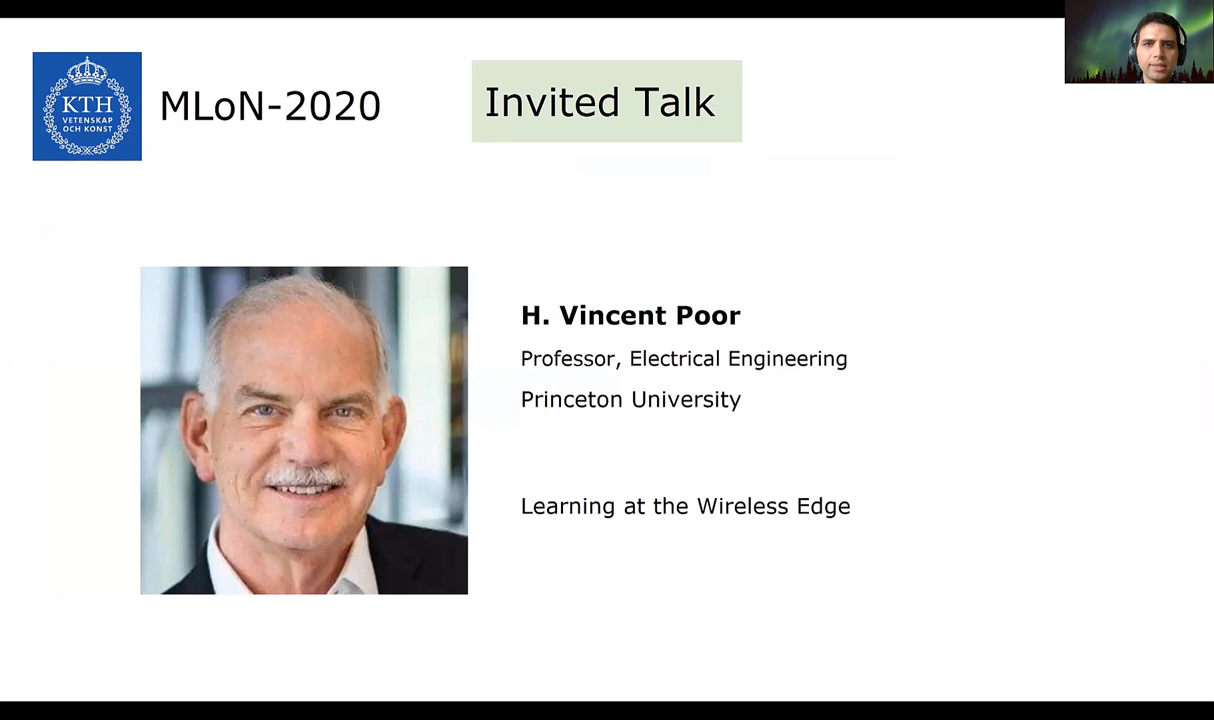 KTH
VETENSKAP
OCH KONST
MLoN-2020
Invited Talk
H. Vincent Poor
Professor, Electrical Engineering
Princeton University
Learning at the Wireless Edge